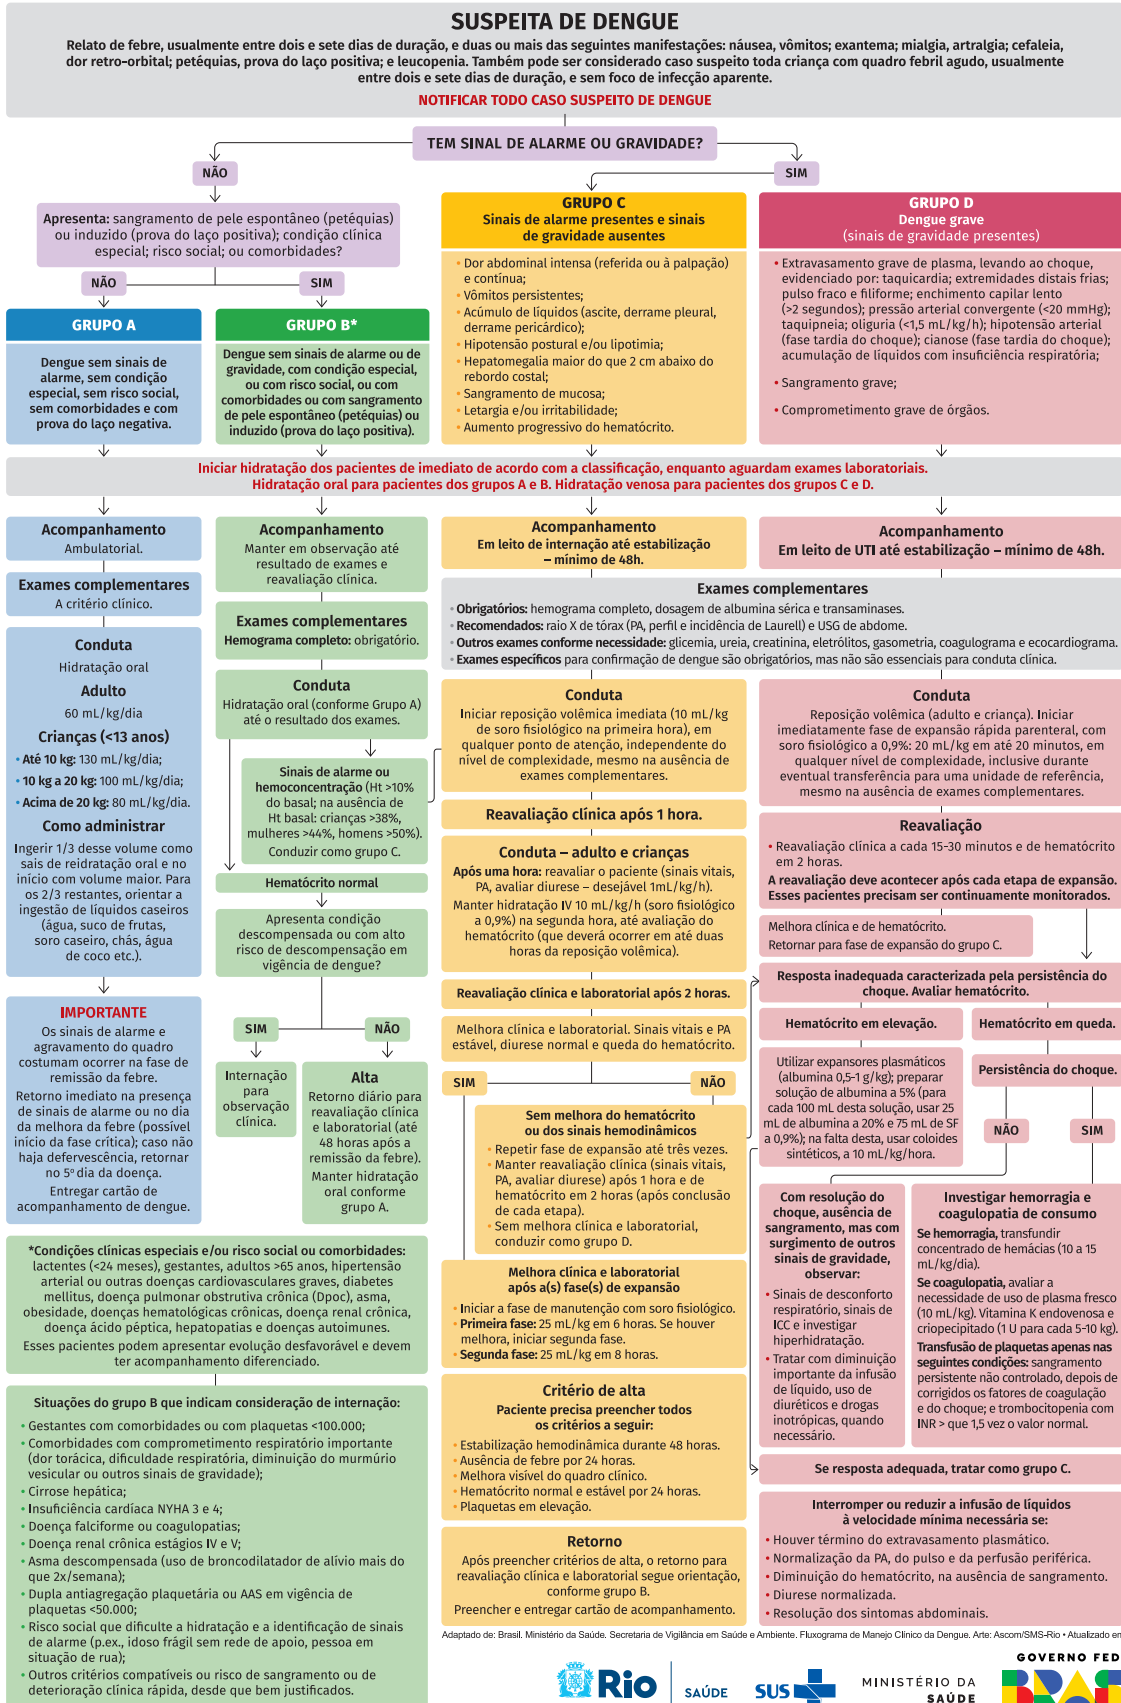 SUSPEITA DE DENGUE
Relato de febre, usualmente entre dois e sete dias de duração, e duas ou mais das seguintes manifestações: náusea, vômitos; exantema; mialgia, artralgia; cefaleia,
dor retro-orbital; petéquias, prova do laço positiva; e leucopenia. Também pode ser considerado caso suspeito toda criança com quadro febril agudo, usualmente
entre dois e sete dias de duração, e sem foco de infecção aparente.
NOTIFICAR TODO CASO SUSPEITO DE DENGUE
TEM SINAL DE ALARME OU GRAVIDADE?
NÃO
SIM
Apresenta: sangramento de pele espontâneo (petéquias)
ou induzido (prova do laço positiva); condição clínica
especial; risco social; ou comorbidades?
NÃO
SIM
GRUPO A
Dengue sem sinais de
alarme, sem condição
especial, sem risco social,
sem comorbidades e com
prova do laço negativa.
GRUPO B*
Dengue sem sinais de alarme ou de
gravidade, com condição especial,
ou com risco social, ou com
comorbidades ou com sangramento
de pele espontâneo (petéquias) ou
induzido (prova do laço positiva).
GRUPO C
Sinais de alarme presentes e sinais
de gravidade ausentes
• Dor abdominal intensa (referida ou à palpação)
e contínua;
• Vômitos persistentes;
• Acúmulo de líquidos (ascite, derrame pleural,
derrame pericárdico);
• Hipotensão postural e/ou lipotimia;
• Hepatomegalia maior do que 2 cm abaixo do
rebordo costal;
• Sangramento de mucosa;
• Letargia e/ou irritabilidade;
• Aumento progressivo do hematócrito.
GRUPO D
Dengue grave
(sinais de gravidade presentes)
• Extravasamento grave de plasma, levando ao choque,
evidenciado por: taquicardia; extremidades distais frias;
pulso fraco e filiforme; enchimento capilar lento
(>2 segundos); pressão arterial convergente (<20 mmHg);
taquipneia; oliguria (<1,5 mL/kg/h); hipotensão arterial
(fase tardia do choque); cianose (fase tardia do choque);
acumulação de líquidos com insuficiência respiratória;
• Sangramento grave;
• Comprometimento grave de órgãos.
Iniciar hidratação dos pacientes de imediato de acordo com a classificação, enquanto aguardam exames laboratoriais.
Hidratação oral para pacientes dos grupos A e B. Hidratação venosa para pacientes dos grupos C e D.
Acompanhamento
Ambulatorial.
Exames complementares
A critério clínico.
Conduta
Hidratação oral
Adulto
60 mL/kg/dia
Crianças (<13 anos)
• Até 10 kg: 130 mL/kg/dia;
• 10 kg a 20 kg: 100 mL/kg/dia;
• Acima de 20 kg: 80 mL/kg/dia.
Como administrar
Ingerir 1/3 desse volume como
sais de reidratação oral e no
início com volume maior. Para
os 2/3 restantes, orientar a
ingestão de líquidos caseiros
(água, suco de frutas,
soro caseiro, chás, água
de coco etc.).
IMPORTANTE
Os sinais de alarme e
agravamento do quadro
costumam ocorrer na fase de
remissão da febre.
Retorno imediato na presença
de sinais de alarme ou no dia
da melhora da febre (possível
início da fase crítica); caso não
haja defervescência, retornar
no 5º dia da doença.
Entregar cartão de
acompanhamento de dengue.
Acompanhamento
Manter em observação até
resultado de exames e
reavaliação clínica.
Exames complementares
Hemograma completo: obrigatório.
Conduta
Hidratação oral (conforme Grupo A)
até o resultado dos exames.
Sinais de alarme ou
hemoconcentração (Ht >10%
do basal; na ausência de
Ht basal: crianças >38%,
mulheres >44%, homens >50%).
Conduzir como grupo C.
Hematócrito normal
Apresenta condição
descompensada ou com alto
risco de descompensação em
vigência de dengue?
SIM
NÃO
Internação
para
observação
clínica.
Alta
Retorno diário para
reavaliação clínica
e laboratorial (até
48 horas após a
remissão da febre).
Manter hidratação
oral conforme
grupo A.
*Condições clínicas especiais e/ou risco social ou comorbidades:
lactentes (<24 meses), gestantes, adultos >65 anos, hipertensão
arterial ou outras doenças cardiovasculares graves, diabetes
mellitus, doença pulmonar obstrutiva crônica (Dpoc), asma,
obesidade, doenças hematológicas crônicas, doença renal crônica,
doença ácido péptica, hepatopatias e doenças autoimunes.
Esses pacientes podem apresentar evolução desfavorável e devem
ter acompanhamento diferenciado.
Situações do grupo B que indicam consideração de internação:
• Gestantes com comorbidades ou com plaquetas <100.000;
• Comorbidades com comprometimento respiratório importante
(dor torácica, dificuldade respiratória, diminuição do murmúrio
vesicular ou outros sinais de gravidade);
• Cirrose hepática;
• Insuficiência cardíaca NYHA 3 e 4;
• Doença falciforme ou coagulopatias;
• Doença renal crônica estágios IV e V;
• Asma descompensada (uso de broncodilatador de alívio mais do
que 2x/semana);
• Dupla antiagregação plaquetária ou AAS em vigência de
plaquetas <50.000;
• Risco social que dificulte a hidratação e a identificação de sinais
de alarme (p.ex., idoso frágil sem rede de apoio, pessoa em
situação de rua);
• Outros critérios compatíveis ou risco de sangramento ou de
deterioração clínica rápida, desde que bem justificados.
Acompanhamento
Em leito de internação até estabilização
– mínimo de 48h.
Acompanhamento
Em leito de UTI até estabilização – mínimo de 48h.
Exames complementares
• Obrigatórios: hemograma completo, dosagem de albumina sérica e transaminases.
• Recomendados: raio X de tórax (PA, perfil e incidência de Laurell) e USG de abdome.
• Outros exames conforme necessidade: glicemia, ureia, creatinina, eletrólitos, gasometria, coagulograma e ecocardiograma.
• Exames específicos para confirmação de dengue são obrigatórios, mas não são essenciais para conduta clínica.
Conduta
Iniciar reposição volêmica imediata (10 mL/kg
de soro fisiológico na primeira hora), em
qualquer ponto de atenção, independente do
nível de complexidade, mesmo na ausência de
exames complementares.
Reavaliação clínica após 1 hora.
Conduta – adulto e crianças
Após uma hora: reavaliar o paciente (sinais vitais,
PA, avaliar diurese – desejável 1mL/kg/h).
Manter hidratação IV 10 mL/kg/h (soro fisiológico
a 0,9%) na segunda hora, até avaliação do
hematócrito (que deverá ocorrer em até duas
horas da reposição volêmica).
Reavaliação clínica e laboratorial após 2 horas.
Melhora clínica e laboratorial. Sinais vitais e PA
estável, diurese normal e queda do hematócrito.
SIM
NÃO
Sem melhora do hematócrito
ou dos sinais hemodinâmicos
• Repetir fase de expansão até três vezes.
• Manter reavaliação clínica (sinais vitais,
PA, avaliar diurese) após 1 hora e de
hematócrito em 2 horas (após conclusão
de cada etapa).
• Sem melhora clínica e laboratorial,
conduzir como grupo D.
Melhora clínica e laboratorial
após a(s) fase(s) de expansão
• Iniciar a fase de manutenção com soro fisiológico.
• Primeira fase: 25 mL/kg em 6 horas. Se houver
melhora, iniciar segunda fase.
• Segunda fase: 25 mL/kg em 8 horas.
Critério de alta
Paciente precisa preencher todos
os critérios a seguir:
• Estabilização hemodinâmica durante 48 horas.
• Ausência de febre por 24 horas.
• Melhora visível do quadro clínico.
• Hematócrito normal e estável por 24 horas.
• Plaquetas em elevação.
Retorno
Após preencher critérios de alta, o retorno para
reavaliação clínica e laboratorial segue orientação,
conforme grupo B.
Preencher e entregar cartão de acompanhamento.
Conduta
Reposição volêmica (adulto e criança). Iniciar
imediatamente fase de expansão rápida parenteral, com
soro fisiológico a 0,9%: 20 mL/kg em até 20 minutos, em
qualquer nível de complexidade, inclusive durante
eventual transferência para uma unidade de referência,
mesmo na ausência de exames complementares.
Reavaliação
• Reavaliação clínica a cada 15-30 minutos e de hematócrito
em 2 horas.
A reavaliação deve acontecer após cada etapa de expansão.
Esses pacientes precisam ser continuamente monitorados.
Melhora clínica e de hematócrito.
Retornar para fase de expansão do grupo C.
Resposta inadequada caracterizada pela persistência do
choque. Avaliar hematócrito.
Hematócrito em elevação.
Hematócrito em queda.
Utilizar expansores plasmáticos
(albumina 0,5-1 g/kg); preparar
solução de albumina a 5% (para
cada 100 mL desta solução, usar 25
mL de albumina a 20% e 75 mL de SF
a 0,9%); na falta desta, usar coloides
sintéticos, a 10 mL/kg/hora.
Persistência do choque.
NÃO
SIM
Com resolução do
choque, ausência de
sangramento, mas com
surgimento de outros
sinais de gravidade,
observar:
• Sinais de desconforto
respiratório, sinais de
ICC e investigar
hiperhidratação.
• Tratar com diminuição
importante da infusão
de líquido, uso de
diuréticos e drogas
inotrópicas, quando
necessário.
Investigar hemorragia e
coagulopatia de consumo
Se hemorragia, transfundir
concentrado de hemácias (10 a 15
mL/kg/dia).
Se coagulopatia, avaliar a
necessidade de uso de plasma fresco
(10 mL/kg). Vitamina K endovenosa e
criopecipitado (1 U para cada 5-10 kg).
Transfusão de plaquetas apenas nas
seguintes condições: sangramento
persistente não controlado, depois de
corrigidos os fatores de coagulação
e do choque; e trombocitopenia com
INR > que 1,5 vez o valor normal.
Se resposta adequada, tratar como grupo C.
Interromper ou reduzir a infusão de líquidos
à velocidade mínima necessária se:
• Houver término do extravasamento plasmático.
• Normalização da PA, do pulso e da perfusão periférica.
• Diminuição do hematócrito, na ausência de sangramento.
• Diurese normalizada.
• Resolução dos sintomas abdominais.
Adaptado de: Brasil. Ministério da Saúde. Secretaria de Vigilância em Saúde e Ambiente. Fluxograma de Manejo Clínico da Dengue. Arte: Ascom/SMS-Rio • Atualizado em
Rio
SAÚDE
SUS
MINISTÉRIO DA
SAÚDE
GOVERNO FED